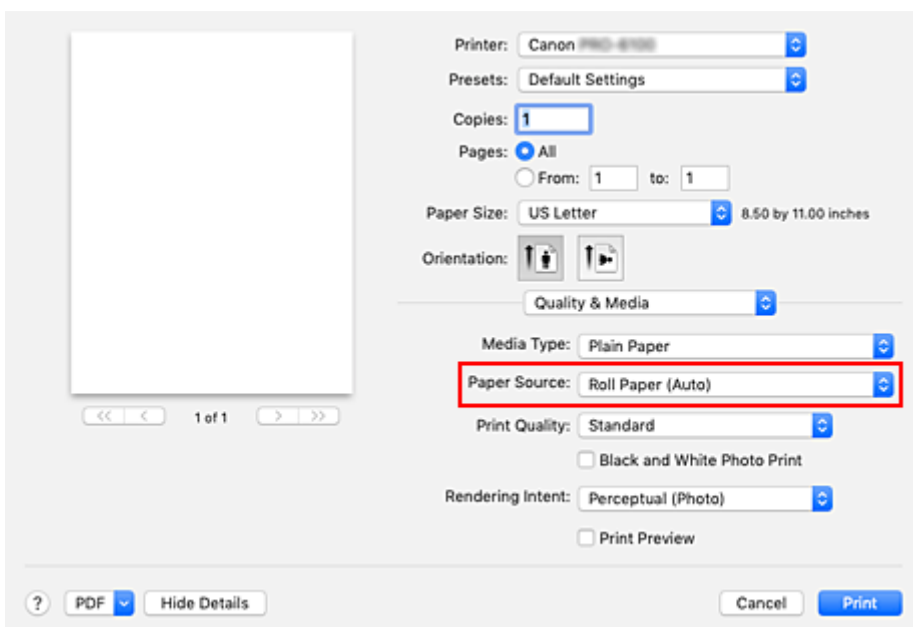 Printer: Canon
Presets: Default Settings
Copies: 1
Pages: All
From: 1 to: 1
Paper Size: US Letter 8.50 by 11.00 inches
Orientation:
Quality & Media
Media Type: Plain Paper
Paper Source: Roll Paper (Auto)
1 of 1
Print Quality: Standard
Black and White Photo Print
Rendering Intent: Perceptual (Photo)
Print Preview
? PDF Hide Details Cancel Print